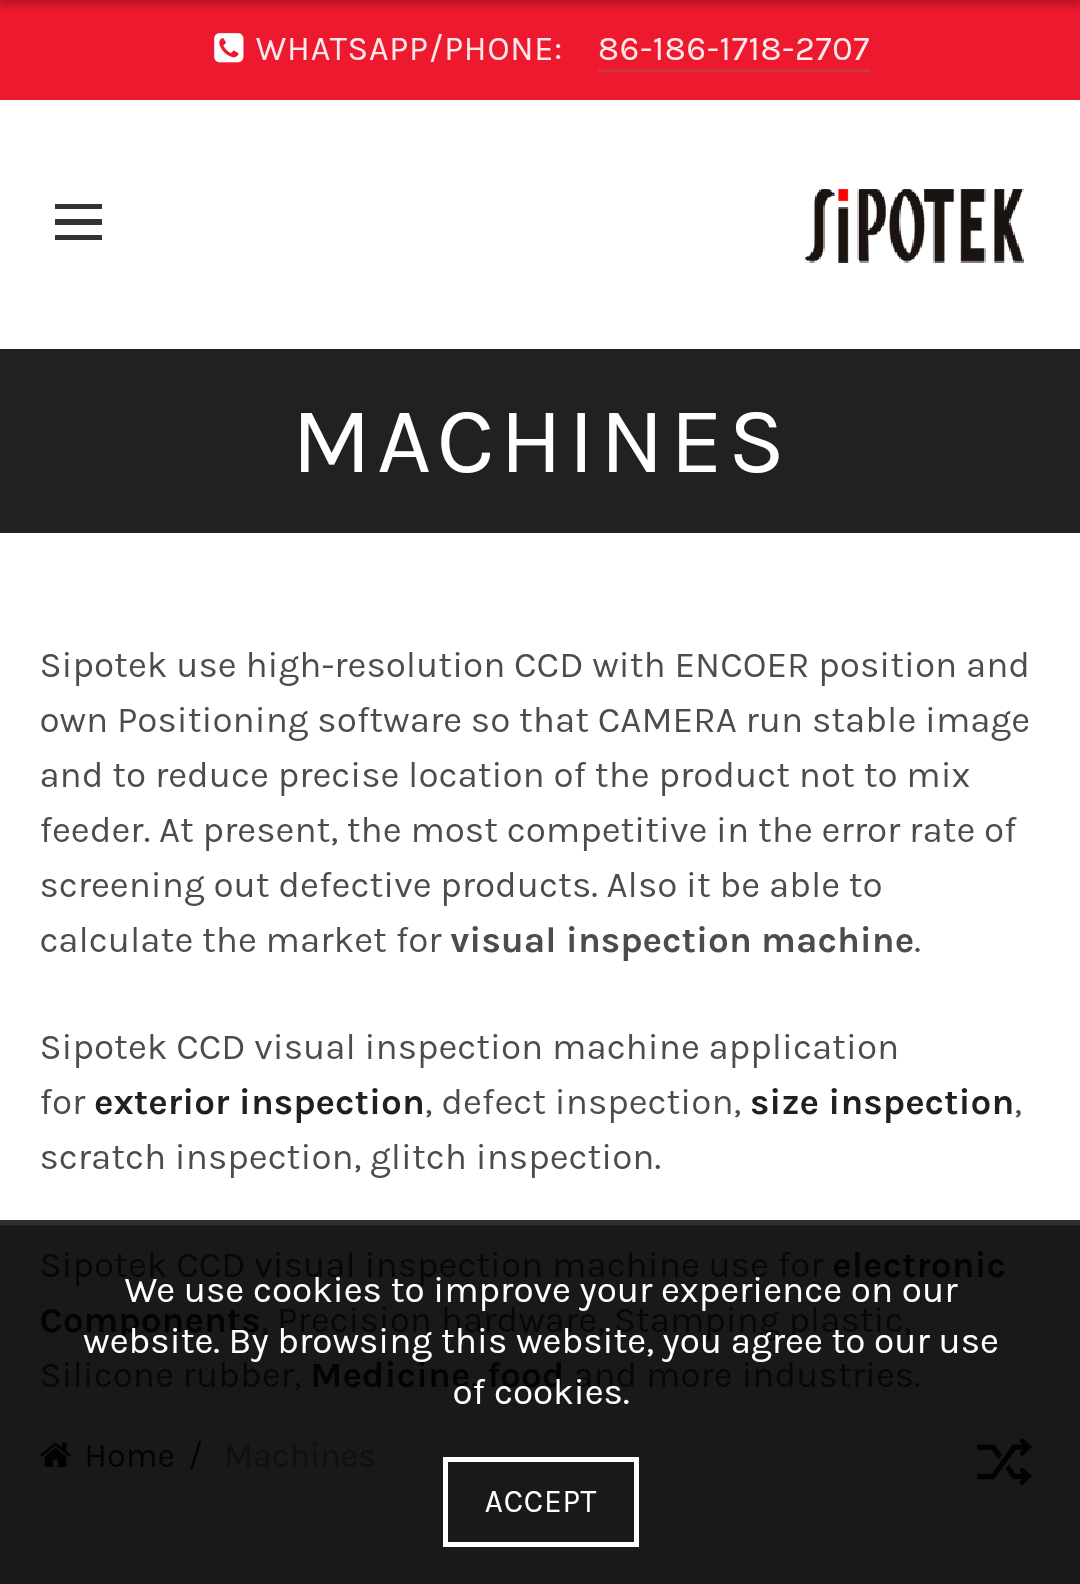 WHATSAPP/PHONE: 86-186-1718-2707
SiPOTEK
MACHINES
Sipotek use high-resolution CCD with ENCOER position and
own Positioning software so that CAMERA run stable image
and to reduce precise location of the product not to mix
feeder. At present, the most competitive in the error rate of
screening out defective products. Also it be able to
calculate the market for visual inspection machine.
Sipotek CCD visual inspection machine application
for exterior inspection, defect inspection, size inspection,
scratch inspection, glitch inspection.
Sipotek CCD visual inspection machine use for electronic
Components, Precision hardware, Stamping plastic,
Silicone rubber, Medicine, food and more industries.
We use cookies to improve your experience on our
website. By browsing this website, you agree to our use
of cookies.
Home / Machines
ACCEPT